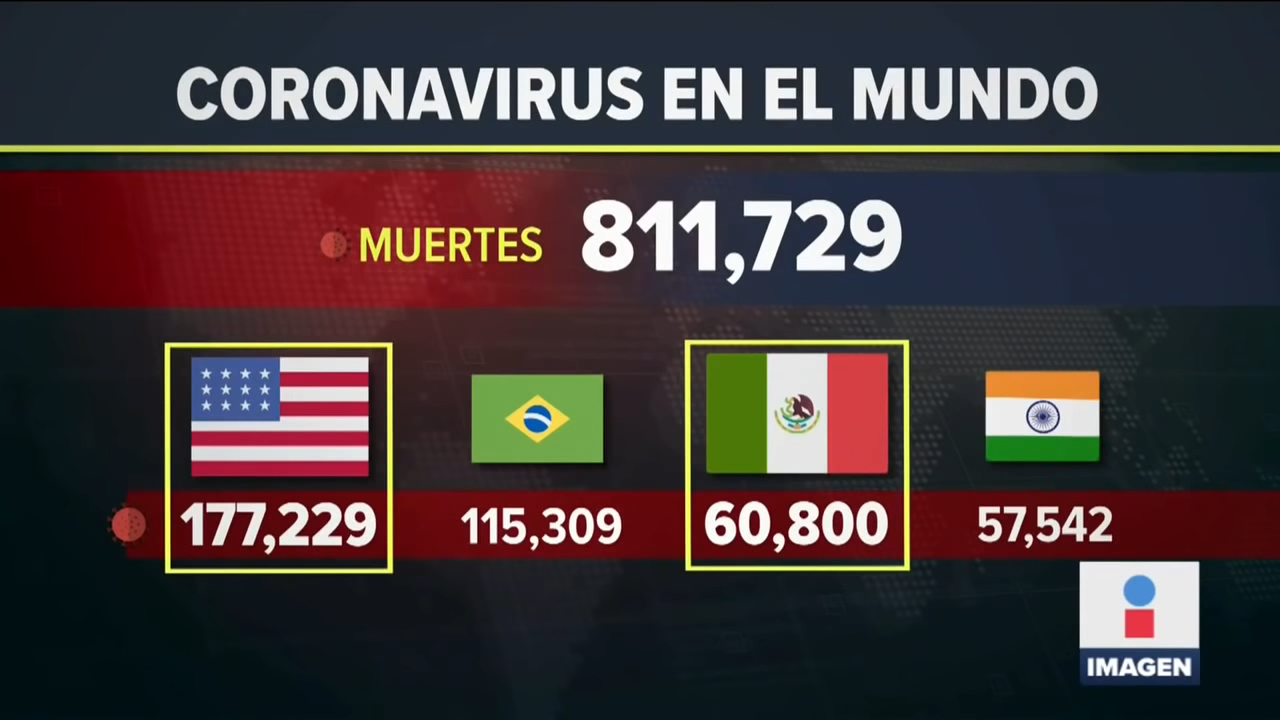 CORONAVIRUS EN EL MUNDO
MUERTES 811,729
177,229 115,309 60,800 57,542
IMAGEN